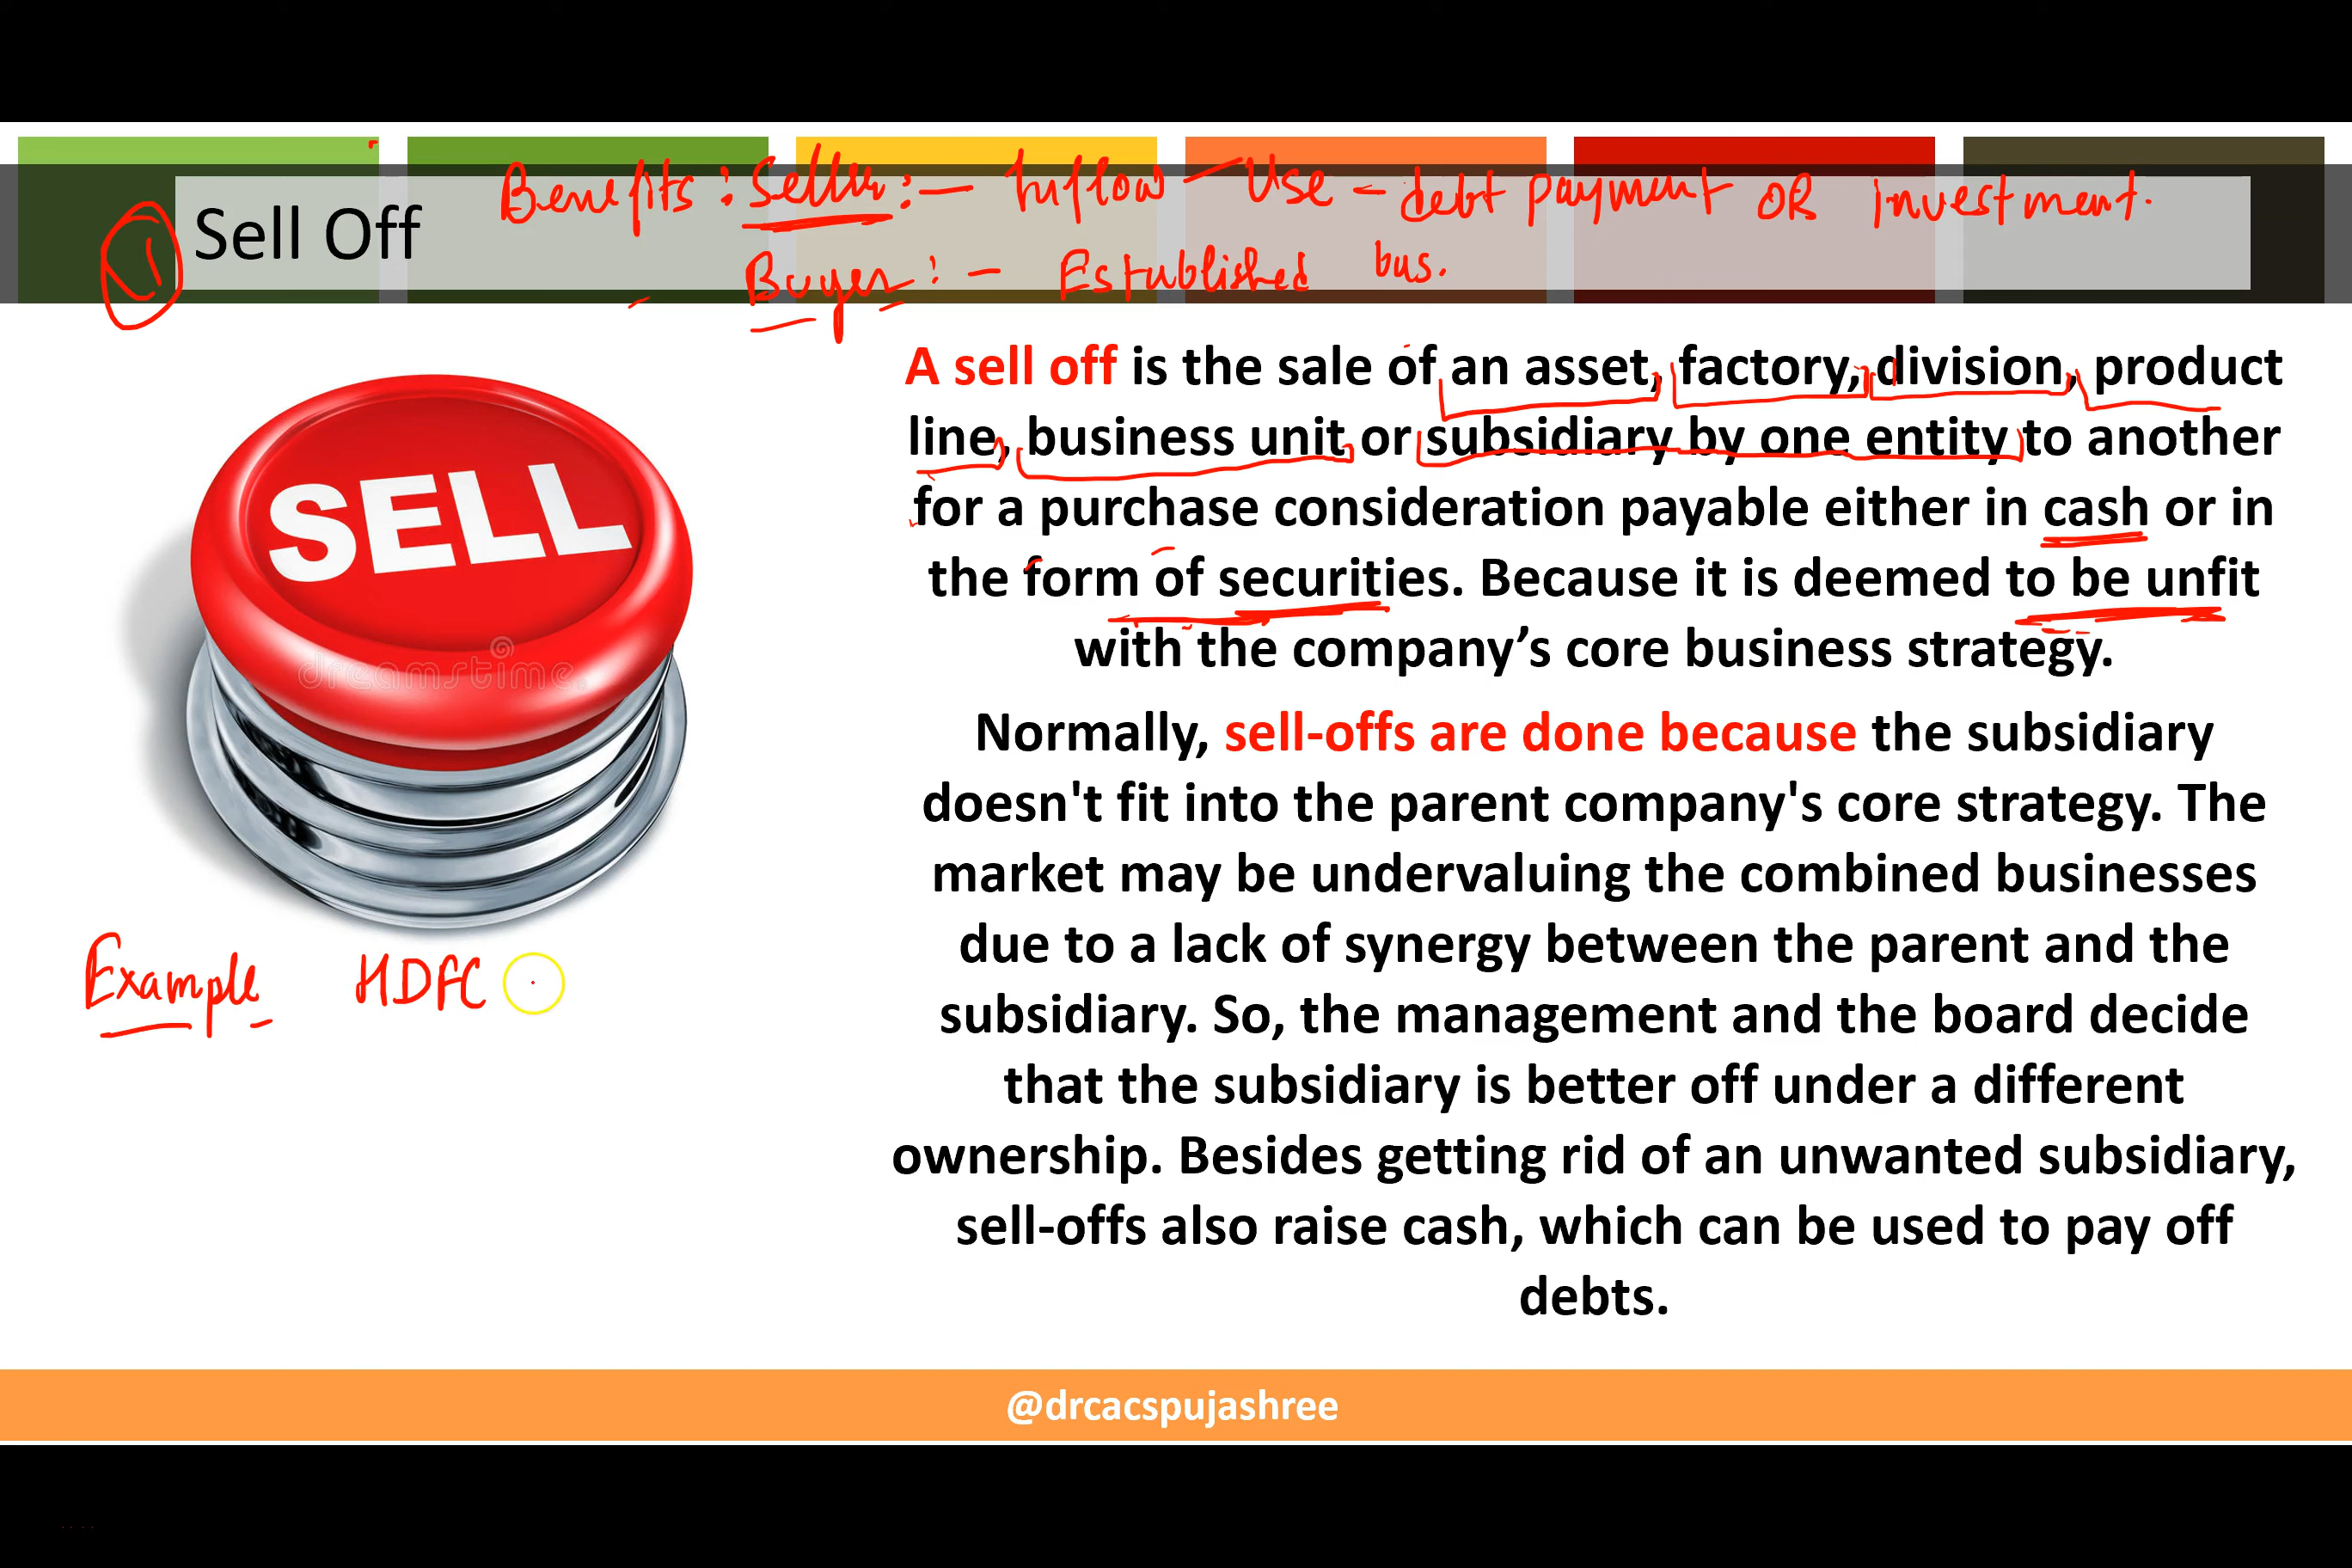 Benefits : Seller :— Inflow — Use — debt payment OR investment.
1 Sell Off
Buyer : — Established bus.
A sell off is the sale of an asset, factory, division, product
line, business unit or subsidiary by one entity to another
for a purchase consideration payable either in cash or in
the form of securities. Because it is deemed to be unfit
with the company’s core business strategy.
SELL
dreamstime.
Normally, sell-offs are done because the subsidiary
doesn't fit into the parent company's core strategy. The
market may be undervaluing the combined businesses
due to a lack of synergy between the parent and the
subsidiary. So, the management and the board decide
that the subsidiary is better off under a different
ownership. Besides getting rid of an unwanted subsidiary,
sell-offs also raise cash, which can be used to pay off
debts.
Example HDFC
@drcacspujashree